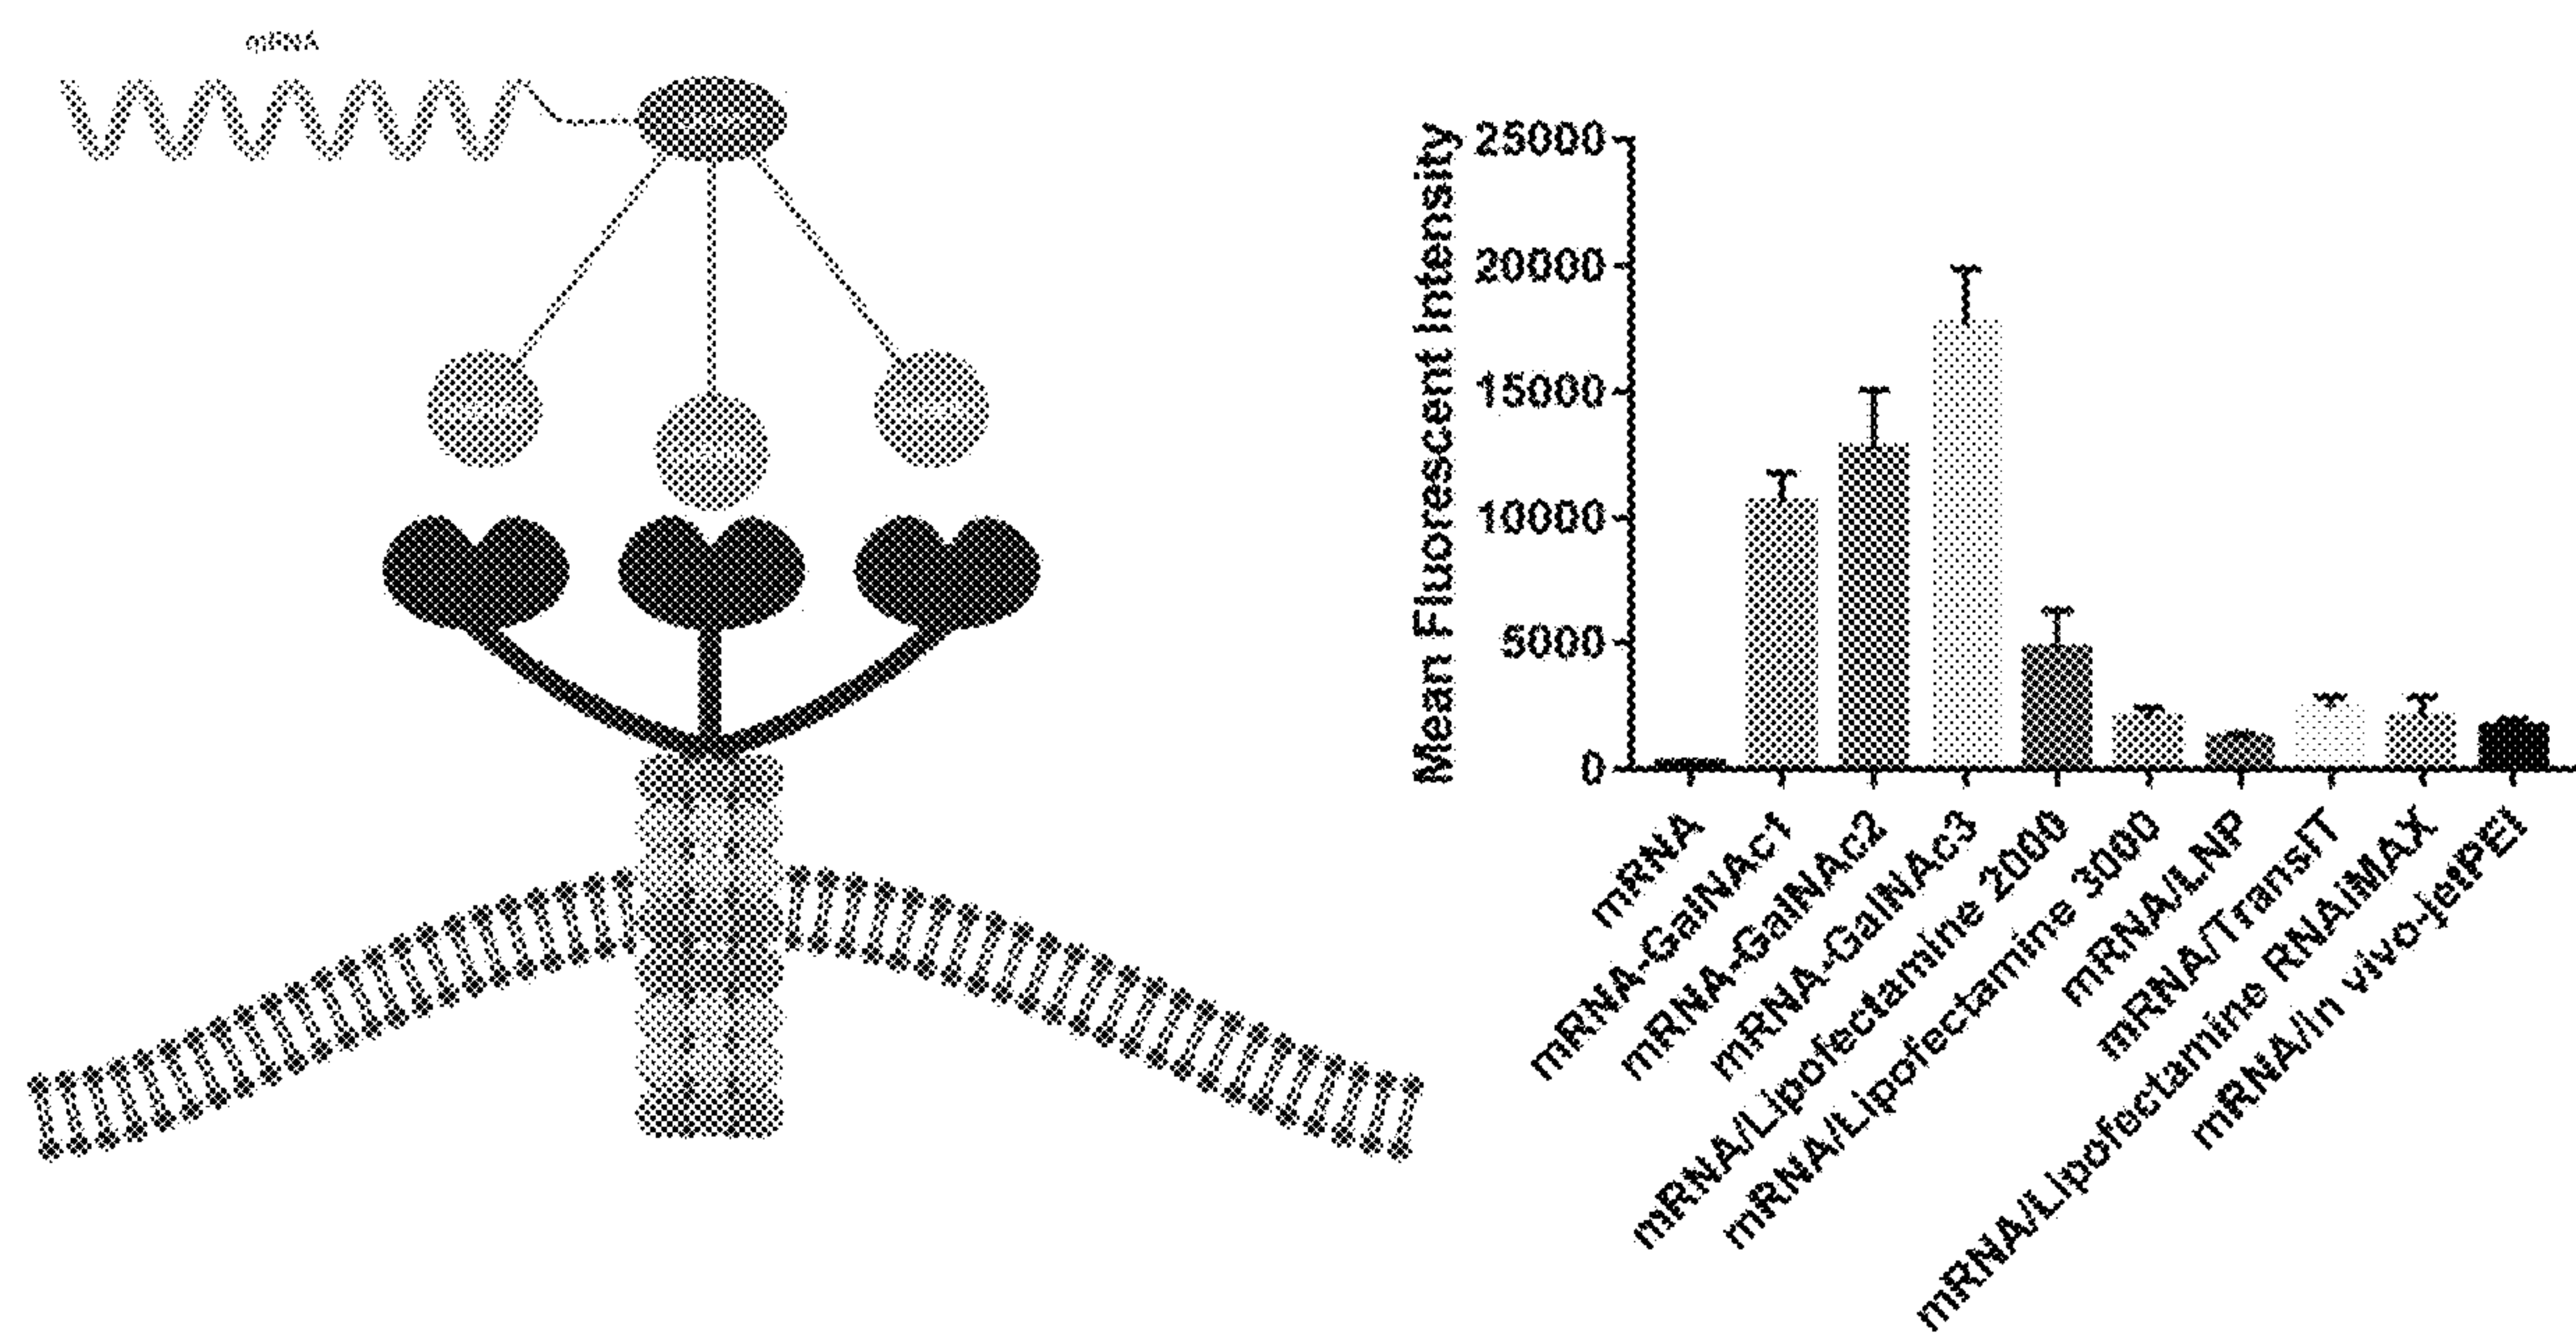 mRNA
Mean Fluorescent Intensity
25000
20000
15000
10000
5000
0
mRNA
mRNA-GalNAc1
mRNA-GalNAc2
mRNA-GalNAc3
mRNA/Lipofectamine 2000
mRNA/Lipofectamine 3000
mRNA/LNP
mRNA/TransIT
mRNA/Lipofectamine RNAiMAX
mRNA/In vivo-jetPEI